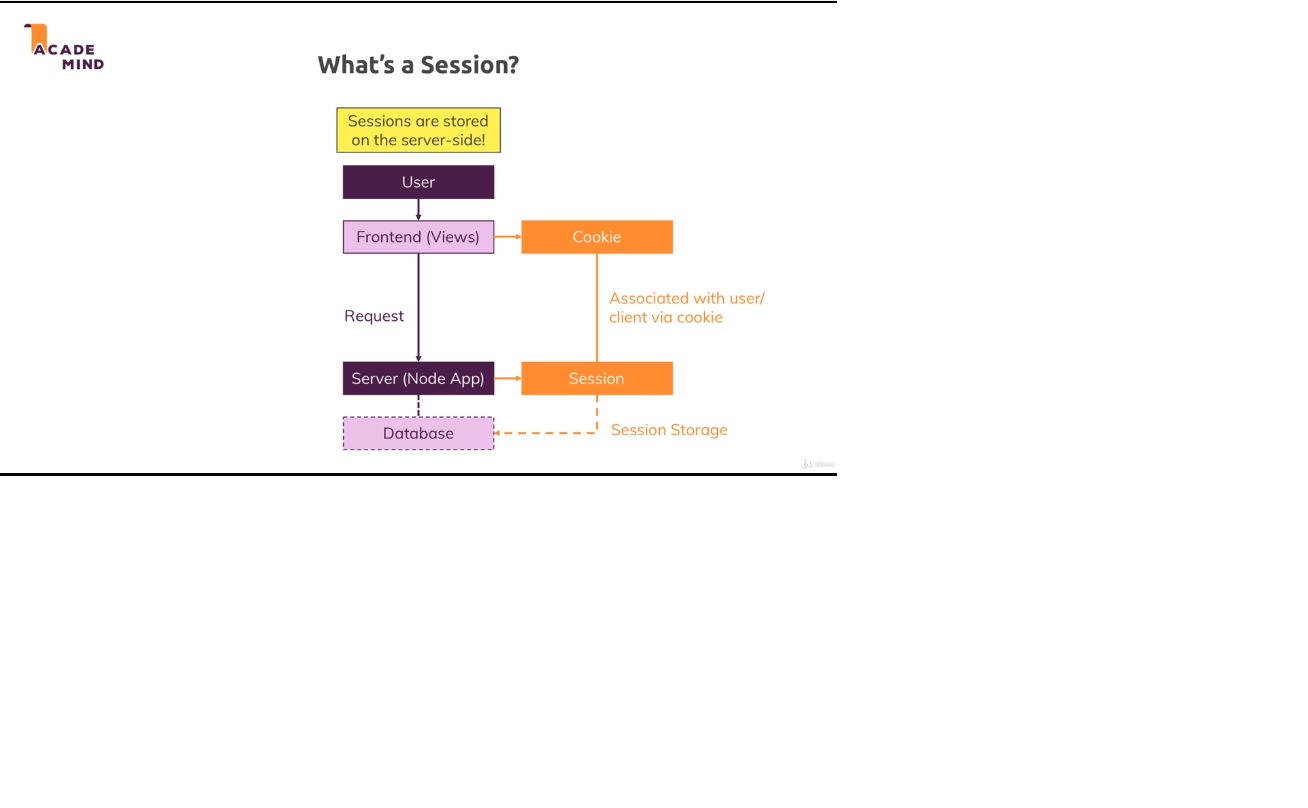 ACADE
MIND
What's a Session?
Sessions are stored
on the server-side!
User
Frontend (Views)
Cookie
Associated with user/
client via cookie
Request
Server (Node App)
Session
Database
Session Storage